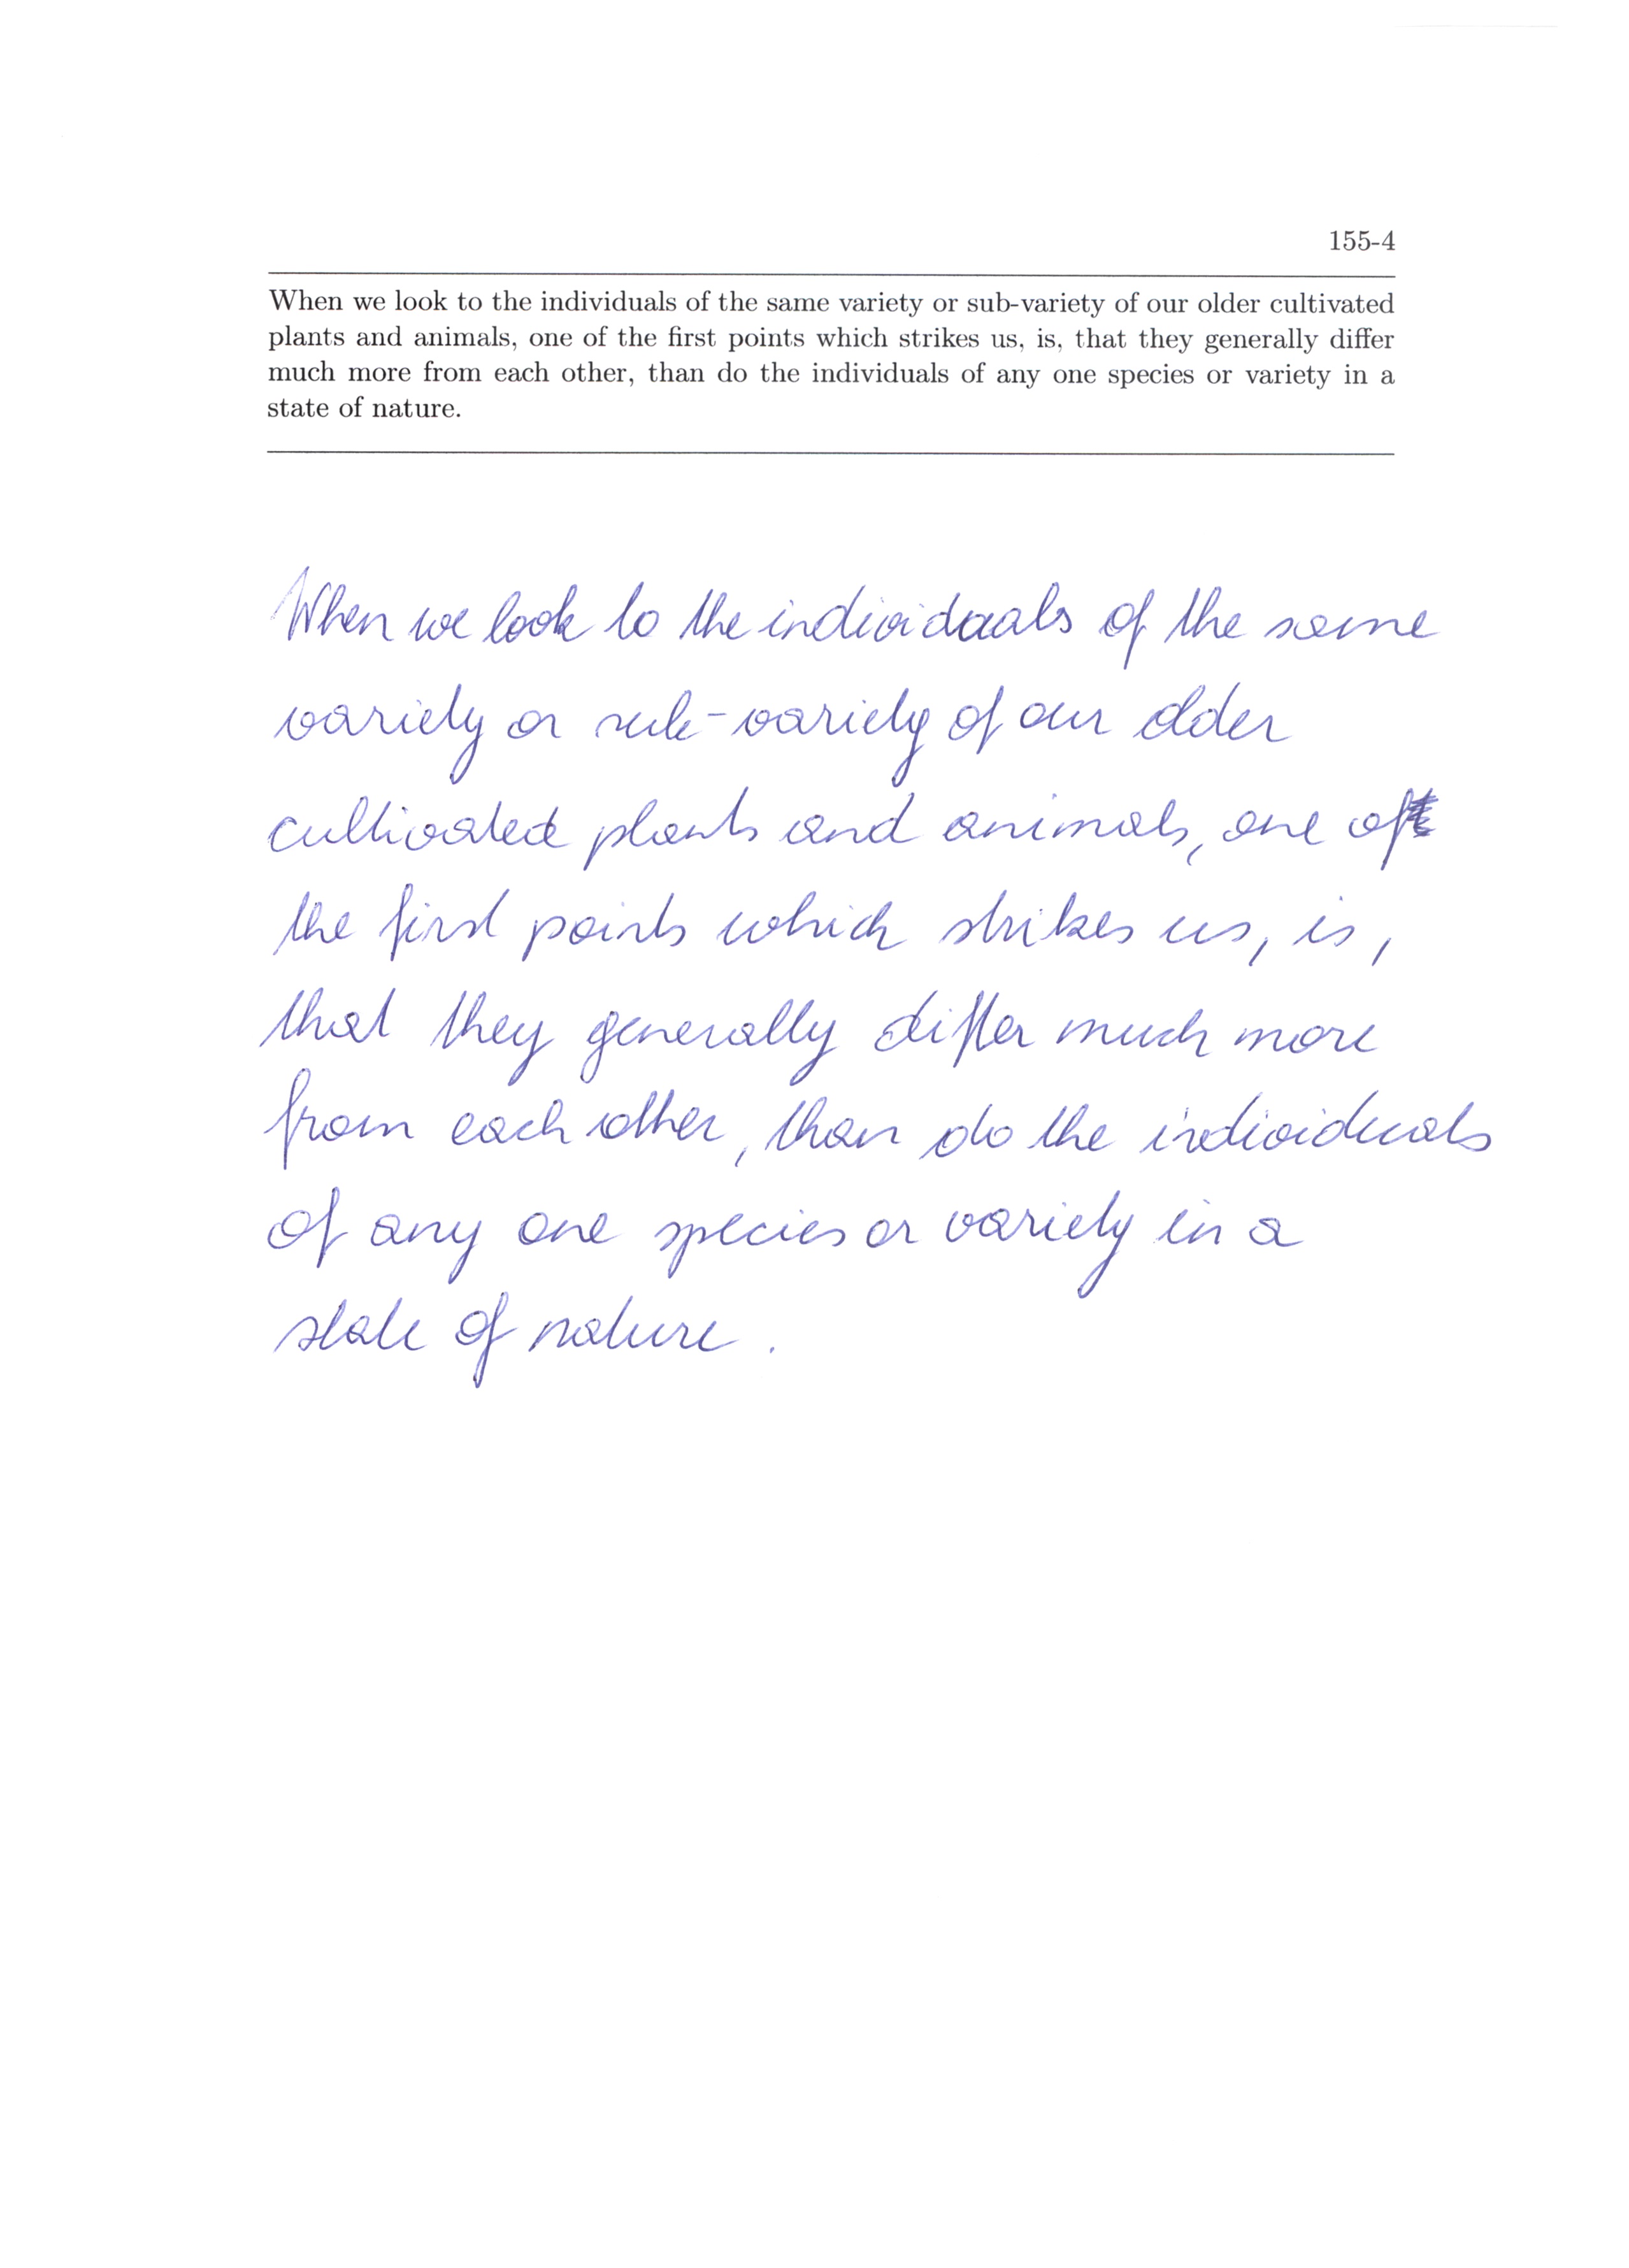 155-4
When we look to the individuals of the same variety or sub-variety of our older cultivated
plants and animals, one of the first points which strikes us, is, that they generally differ
much more from each other, than do the individuals of any one species or variety in a
state of nature.
When we look to the individuals of the same
variety or sub-variety of our older
cultivated plants and animals, one of
the first points which strikes us, is,
that they generally differ much more
from each other, than do the individuals
of any one species or variety in a
state of nature.